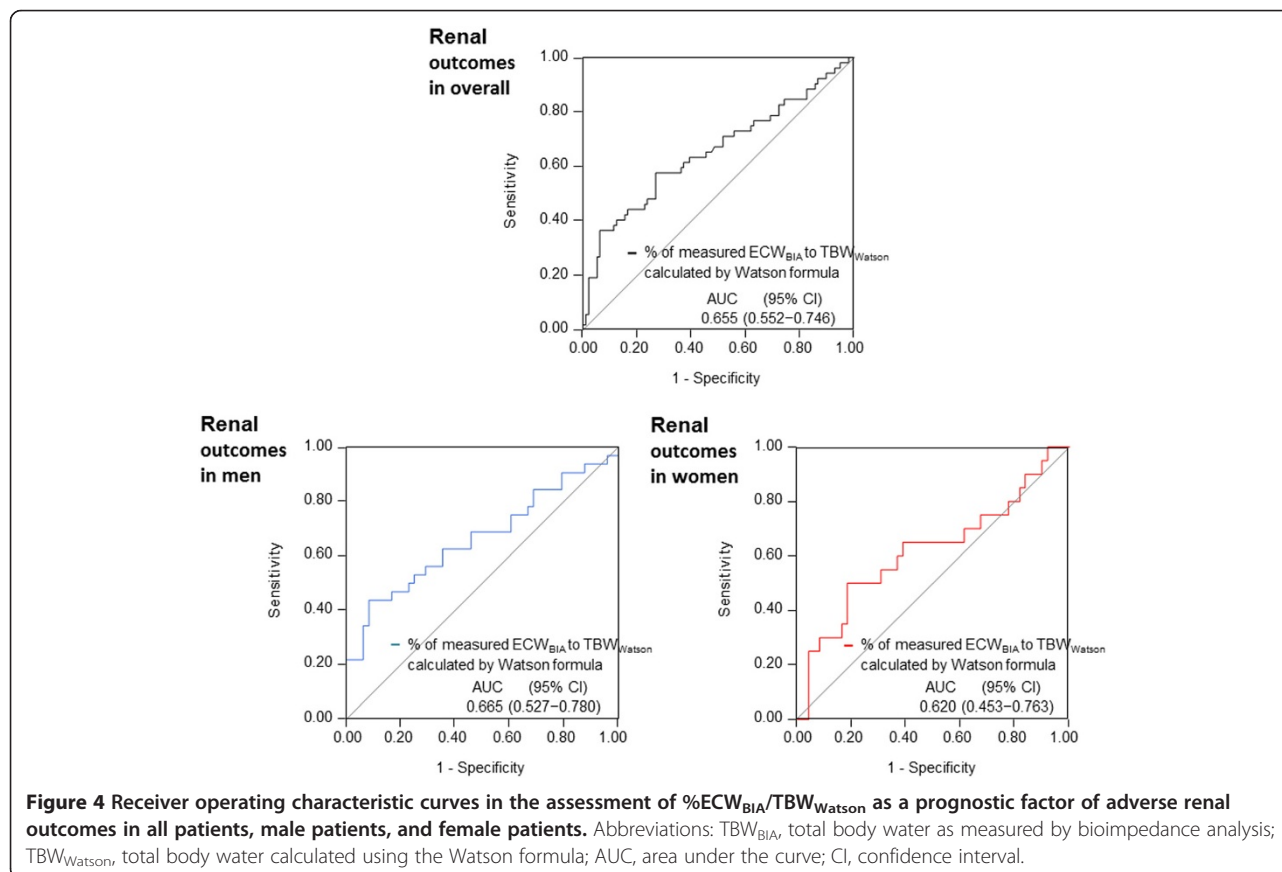 Renal
outcomes
in overall
1.00
0.80
0.60
0.40
0.20
0.00
Sensitivity
% of measured ECWBIA to TBWWatson
calculated by Watson formula
AUC (95% CI)
0.655 (0.552–0.746)
0.00 0.20 0.40 0.60 0.80 1.00
1 - Specificity
Renal
outcomes
in men
1.00
0.80
0.60
0.40
0.20
0.00
Sensitivity
% of measured ECWBIA to TBWWatson
calculated by Watson formula
AUC (95% CI)
0.665 (0.527–0.780)
0.00 0.20 0.40 0.60 0.80 1.00
1 - Specificity
Renal
outcomes
in women
1.00
0.80
0.60
0.40
0.20
0.00
Sensitivity
% of measured ECWBIA to TBWWatson
calculated by Watson formula
AUC (95% CI)
0.620 (0.453–0.763)
0.00 0.20 0.40 0.60 0.80 1.00
1 - Specificity
Figure 4 Receiver operating characteristic curves in the assessment of %ECWBIA/TBWWatson as a prognostic factor of adverse renal
outcomes in all patients, male patients, and female patients. Abbreviations: TBWBIA, total body water as measured by bioimpedance analysis;
TBWWatson, total body water calculated using the Watson formula; AUC, area under the curve; CI, confidence interval.